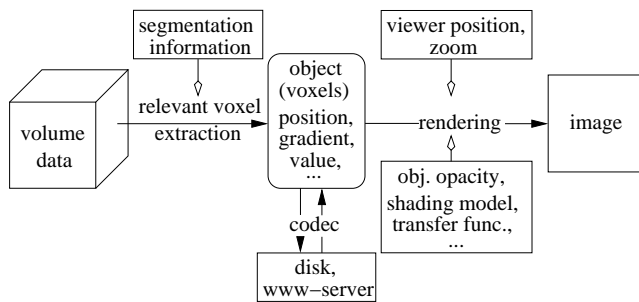 segmentation
information
viewer position,
zoom
object
(voxels)
position,
gradient,
value,
...
volume
data
relevant voxel
extraction
rendering
image
obj. opacity,
shading model,
transfer func.,
...
codec
disk,
www-server